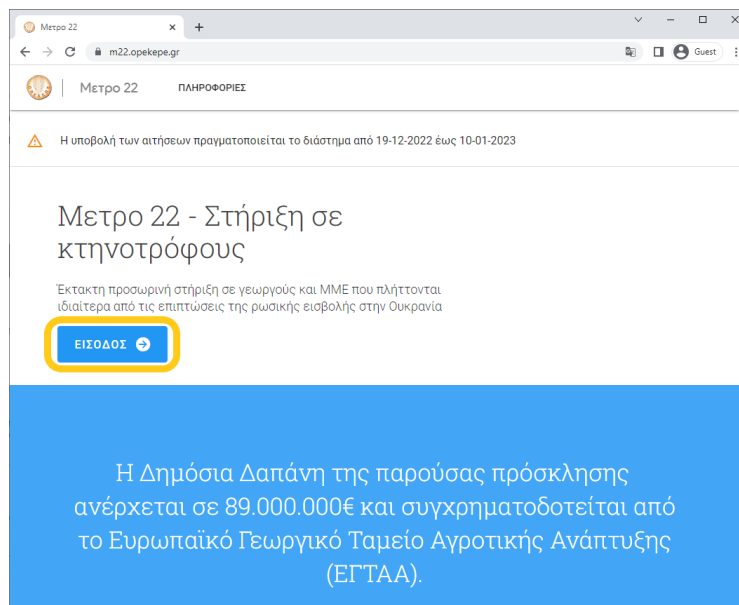 Μετρο 22
m22.opekepe.gr
Guest
Μετρο 22
ΠΛΗΡΟΦΟΡΙΕΣ
Η υποβολή των αιτήσεων πραγματοποιείται το διάστημα από 19-12-2022 έως 10-01-2023
Μετρο 22 - Στήριξη σε
κτηνοτρόφους
Έκτακτη προσωρινή στήριξη σε γεωργούς και ΜΜΕ που πλήττονται
ιδιαίτερα από τις επιπτώσεις της ρωσικής εισβολής στην Ουκρανία
ΕΙΣΟΔΟΣ
Η Δημόσια Δαπάνη της παρούσας πρόσκλησης
ανέρχεται σε 89.000.000€ και συγχρηματοδοτείται από
το Ευρωπαϊκό Γεωργικό Ταμείο Αγροτικής Ανάπτυξης
(ΕΓΤΑΑ).